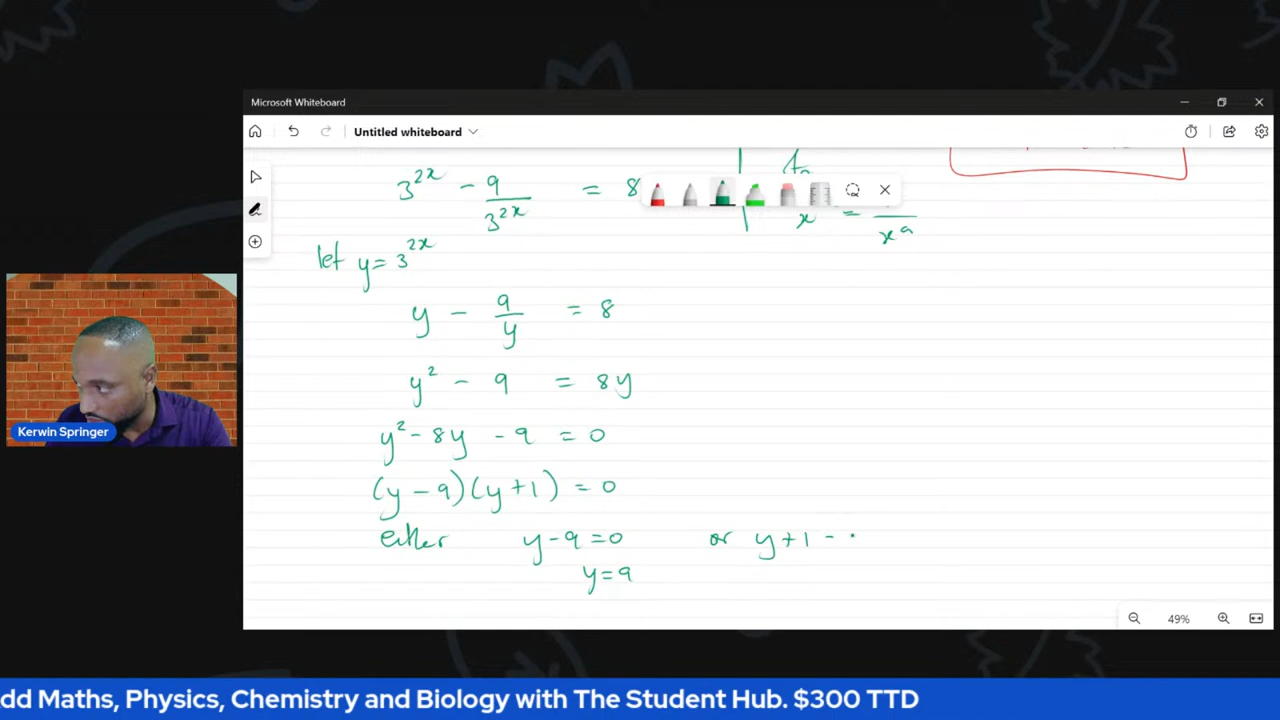 Microsoft Whiteboard
Untitled whiteboard
3^{2x} - 9/3^{2x} = 8
x = /x^a
let y = 3^{2x}
y - 9/y = 8
y² - 9 = 8y
y² - 8y - 9 = 0
(y - 9)(y + 1) = 0
either y - 9 = 0 or y + 1 -
y = 9
Kerwin Springer
49%
dd Maths, Physics, Chemistry and Biology with The Student Hub. $300 TTD